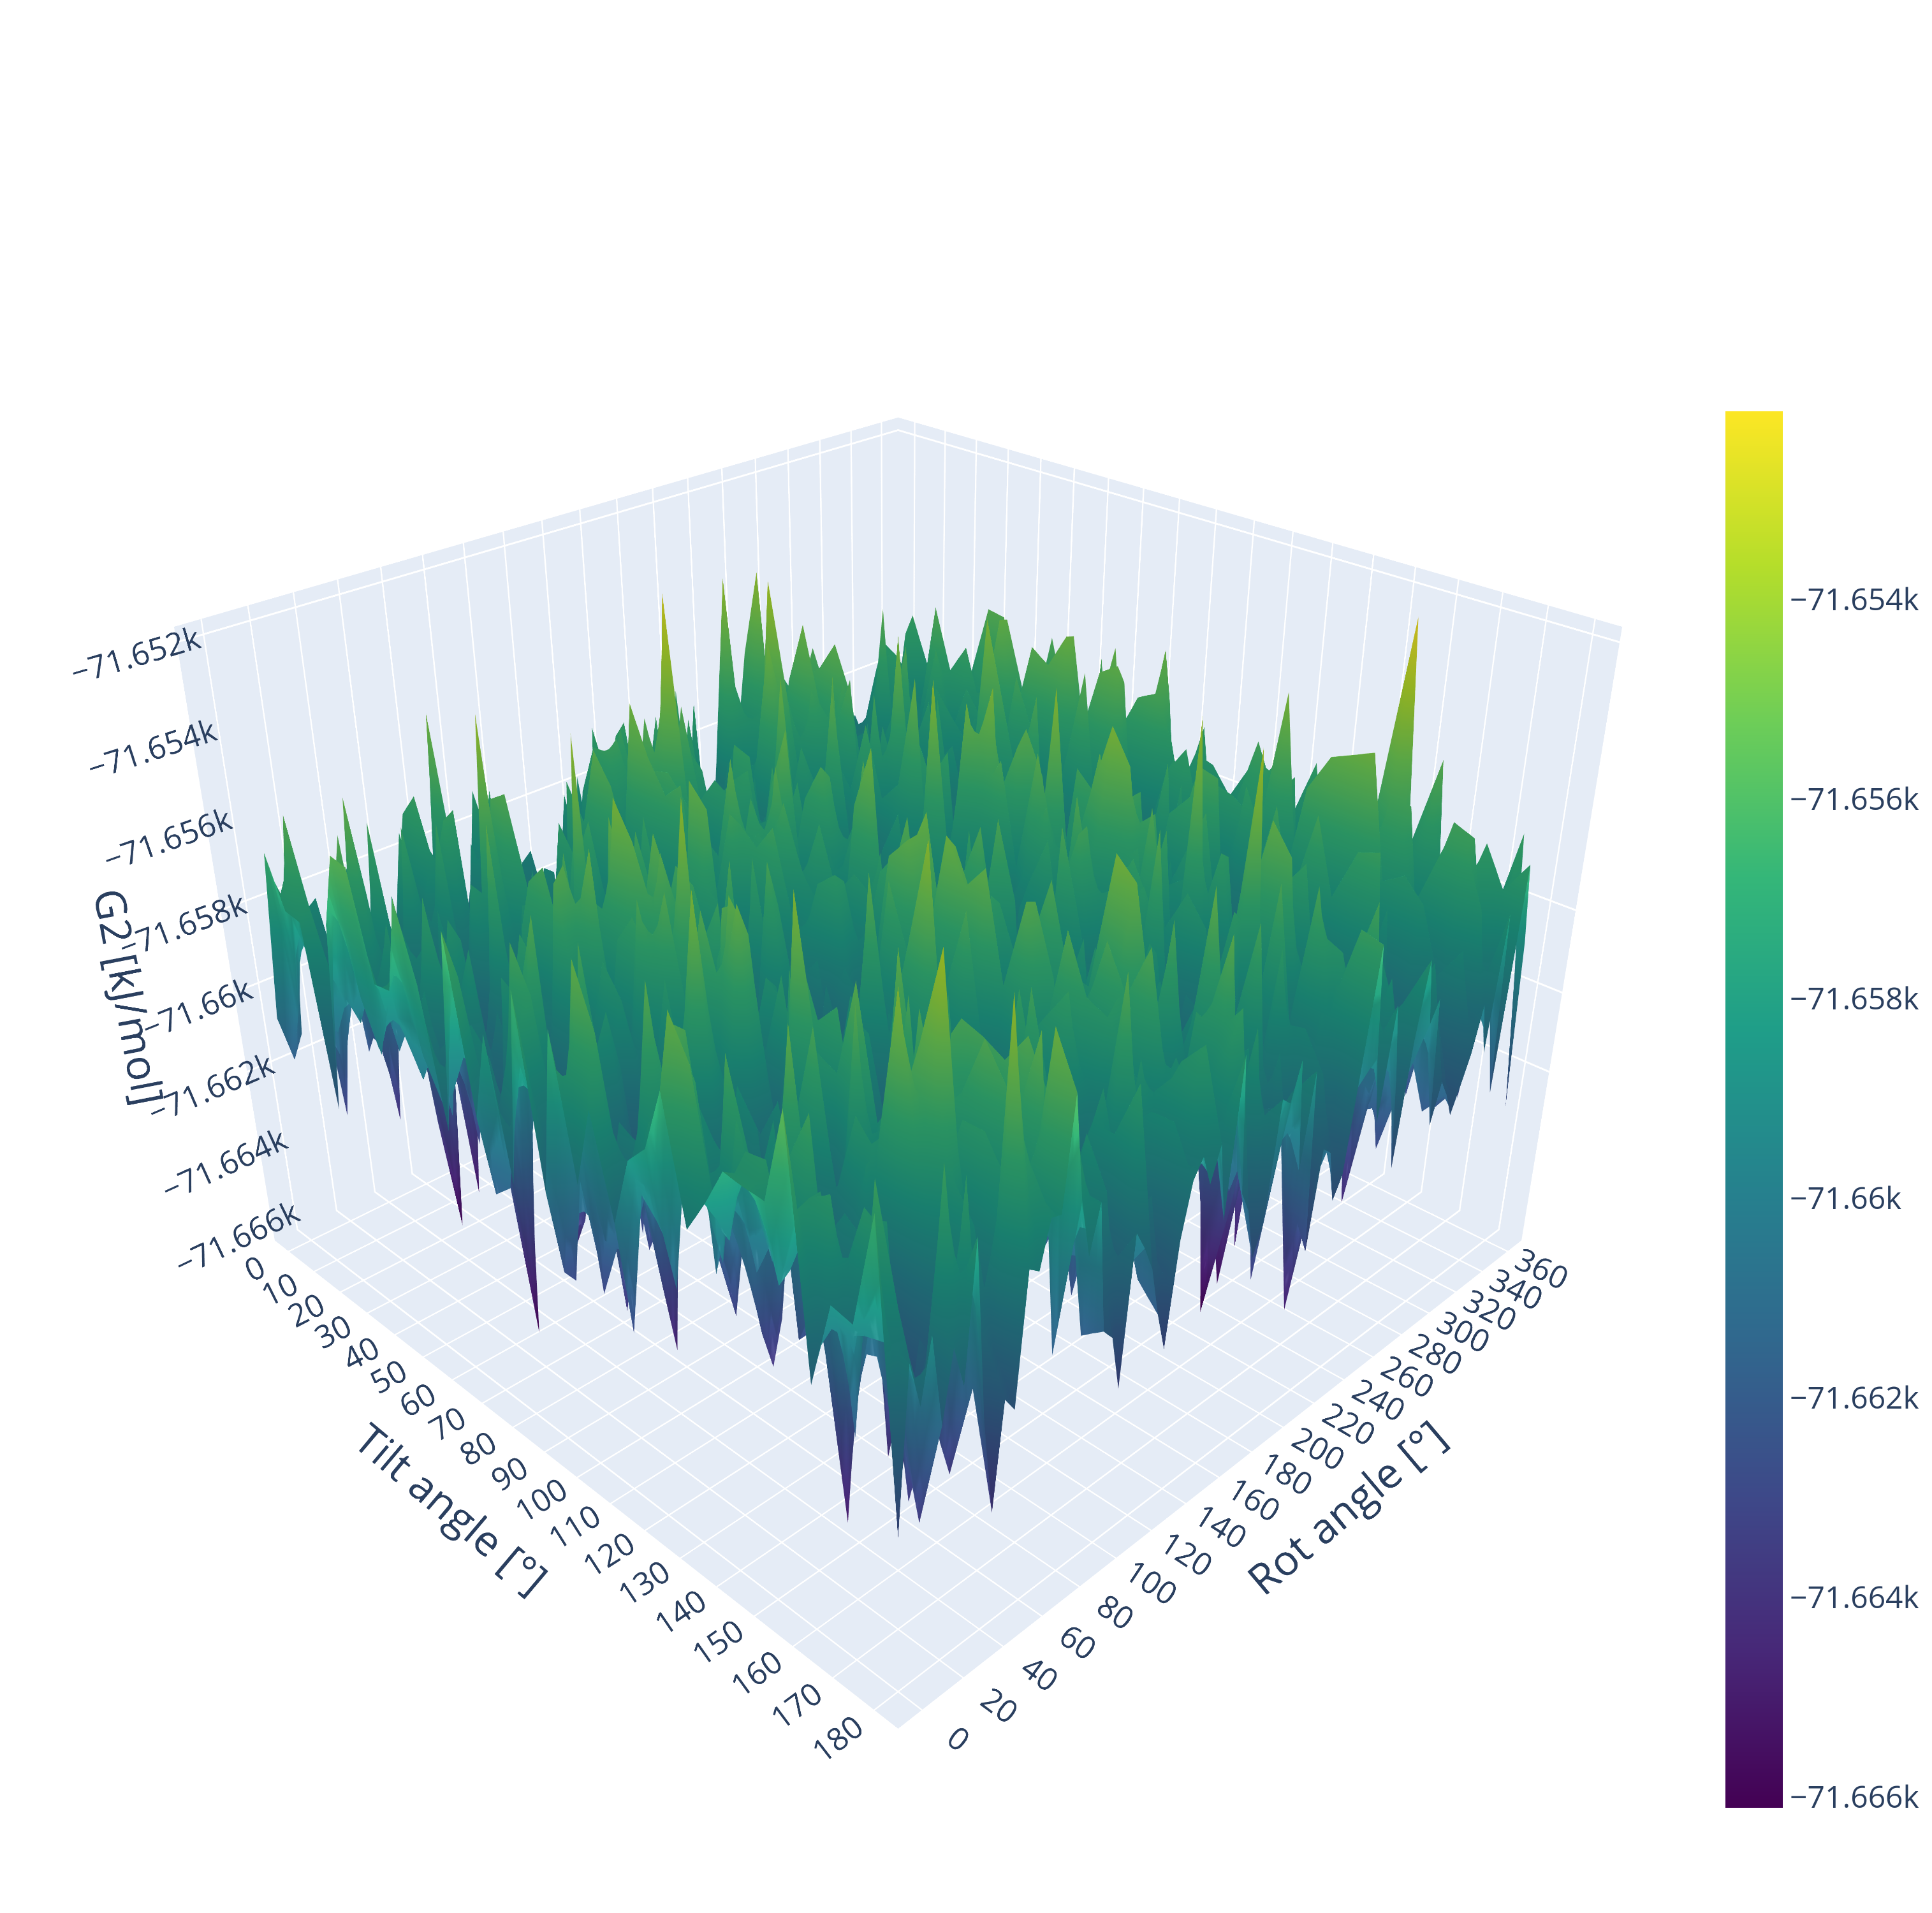 −71.652k
−71.654k
−71.656k
−71.658k
−71.66k
−71.662k
−71.664k
−71.666k
G2 [kJ/mol]
0
10
20
30
40
50
60
70
80
90
100
110
120
130
140
150
160
170
180
Tilt angle [°]
0
20
40
60
80
100
120
140
160
180
200
220
240
260
280
300
320
340
360
Rot angle [°]
−71.654k
−71.656k
−71.658k
−71.66k
−71.662k
−71.664k
−71.666k